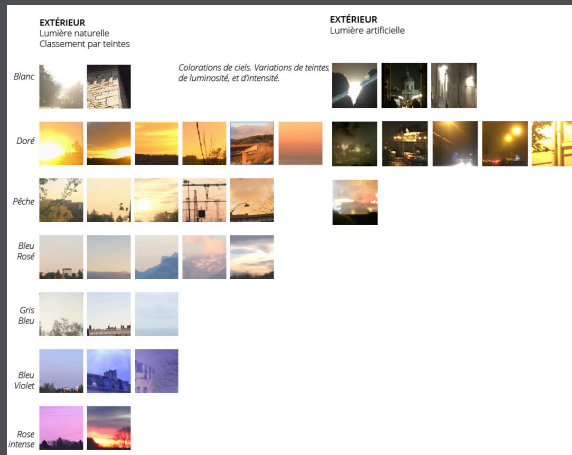 EXTÉRIEUR
Lumière naturelle
Classement par teintes
EXTÉRIEUR
Lumière artificielle
Colorations de ciels. Variations de teintes,
de luminosité, et d'intensité.
Blanc
Doré
Pêche
Bleu
Rosé
Gris
Bleu
Bleu
Violet
Rose
intense